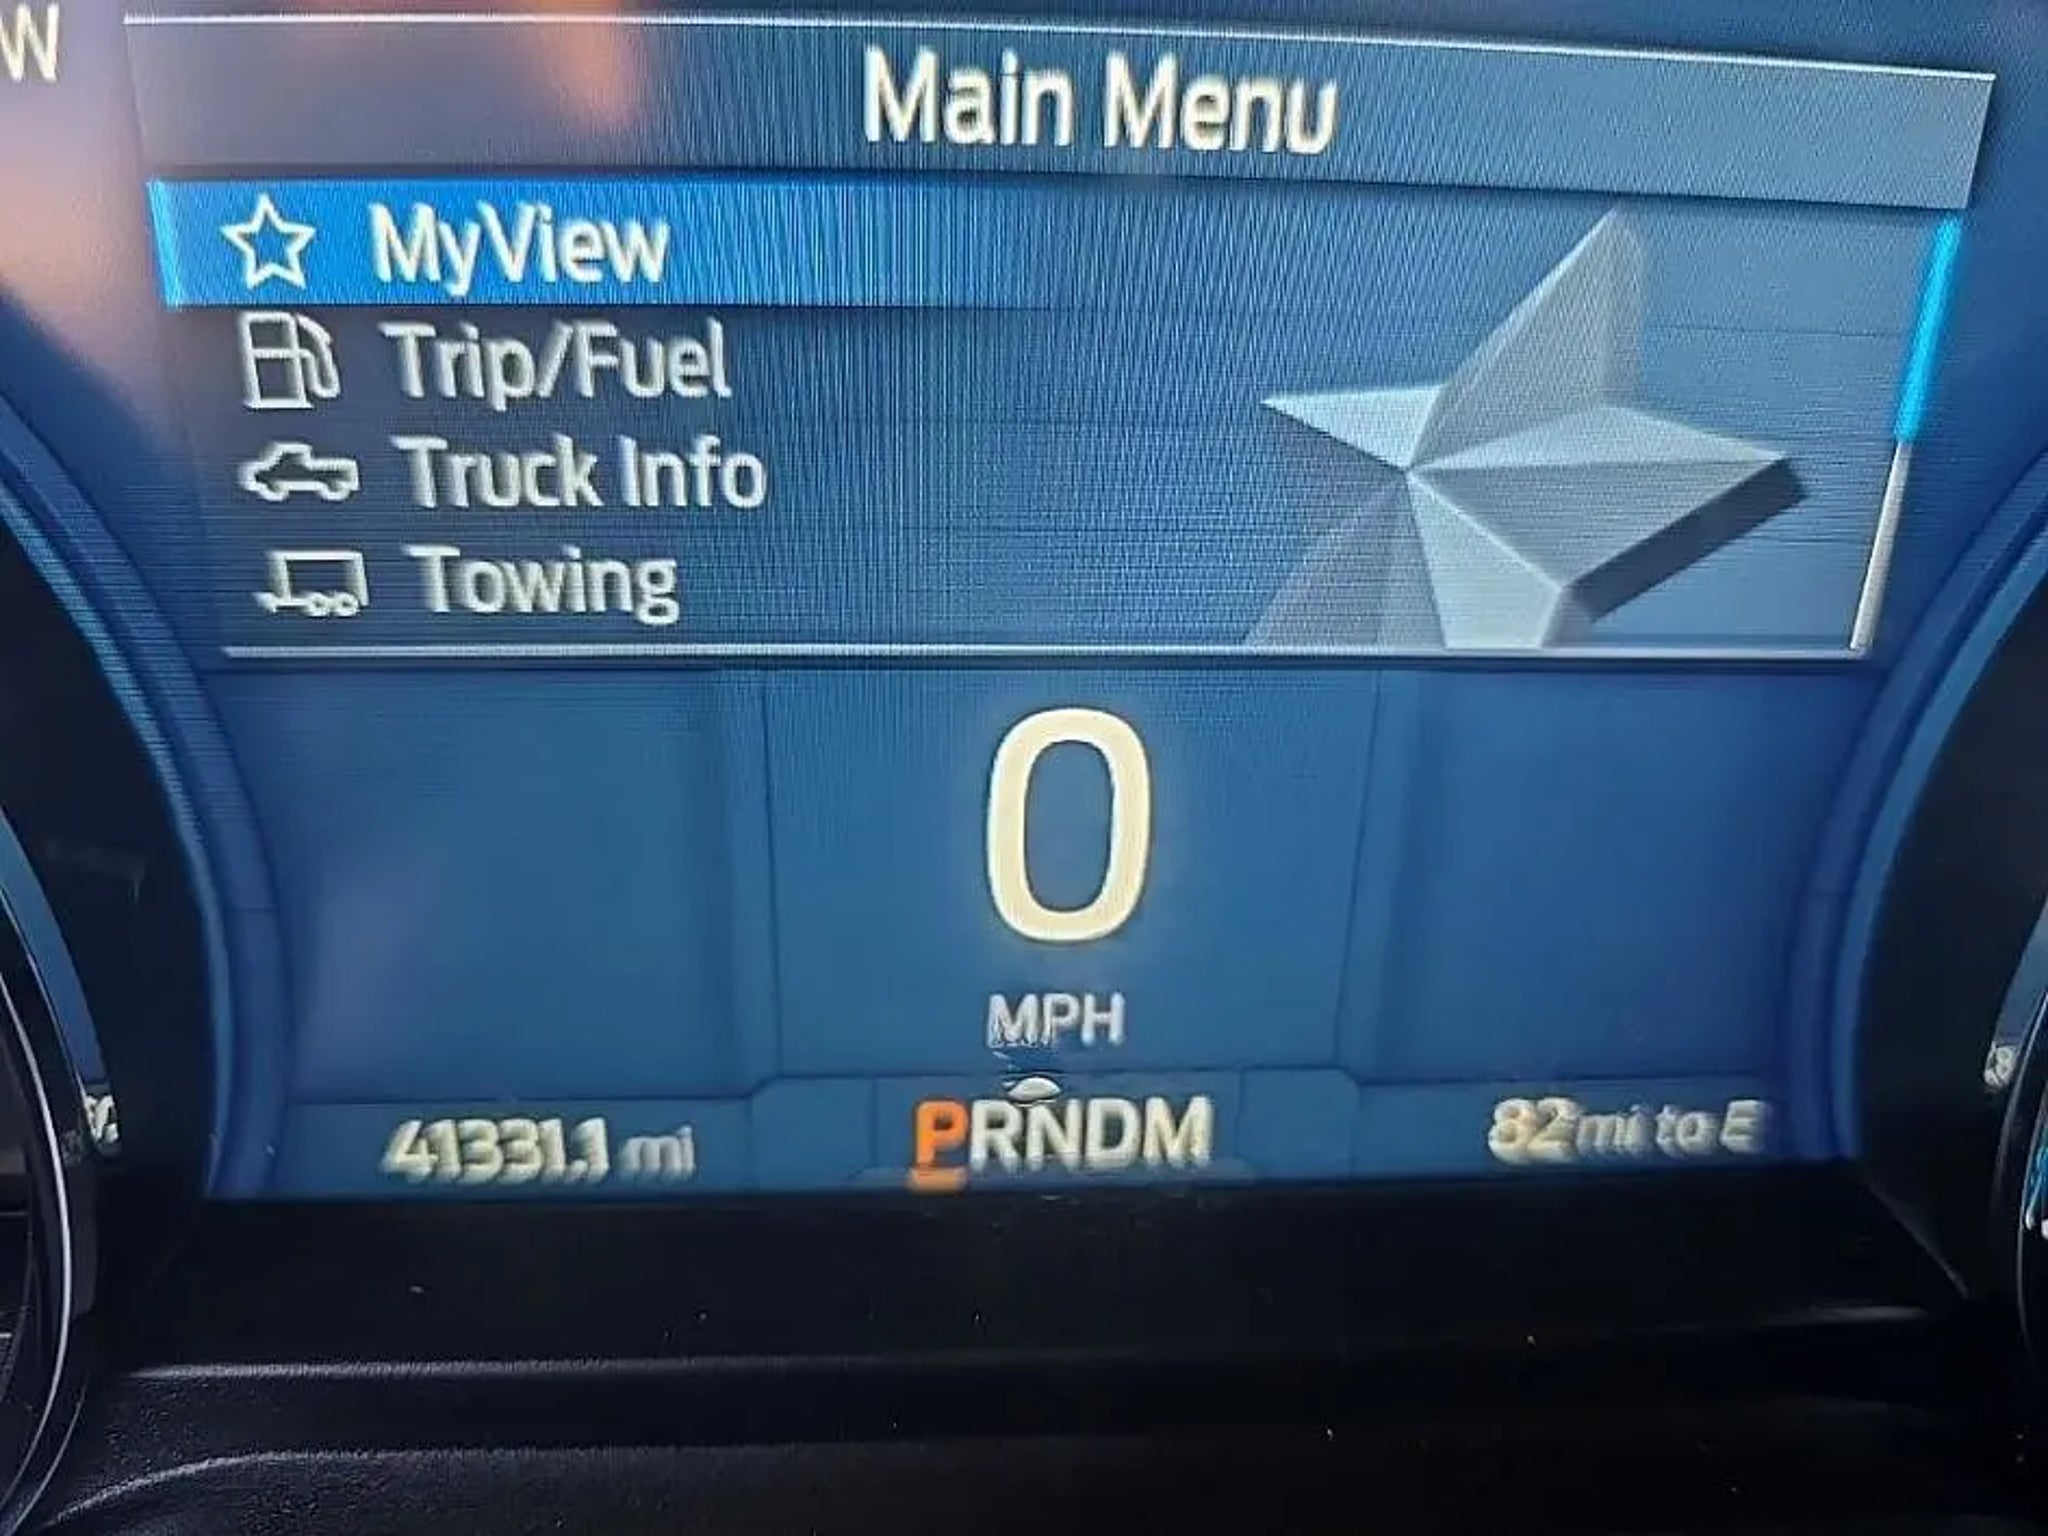 W
Main Menu
MyView
Trip/Fuel
Truck Info
Towing
0
MPH
41331.1 mi
PRNDM
82 mi to E